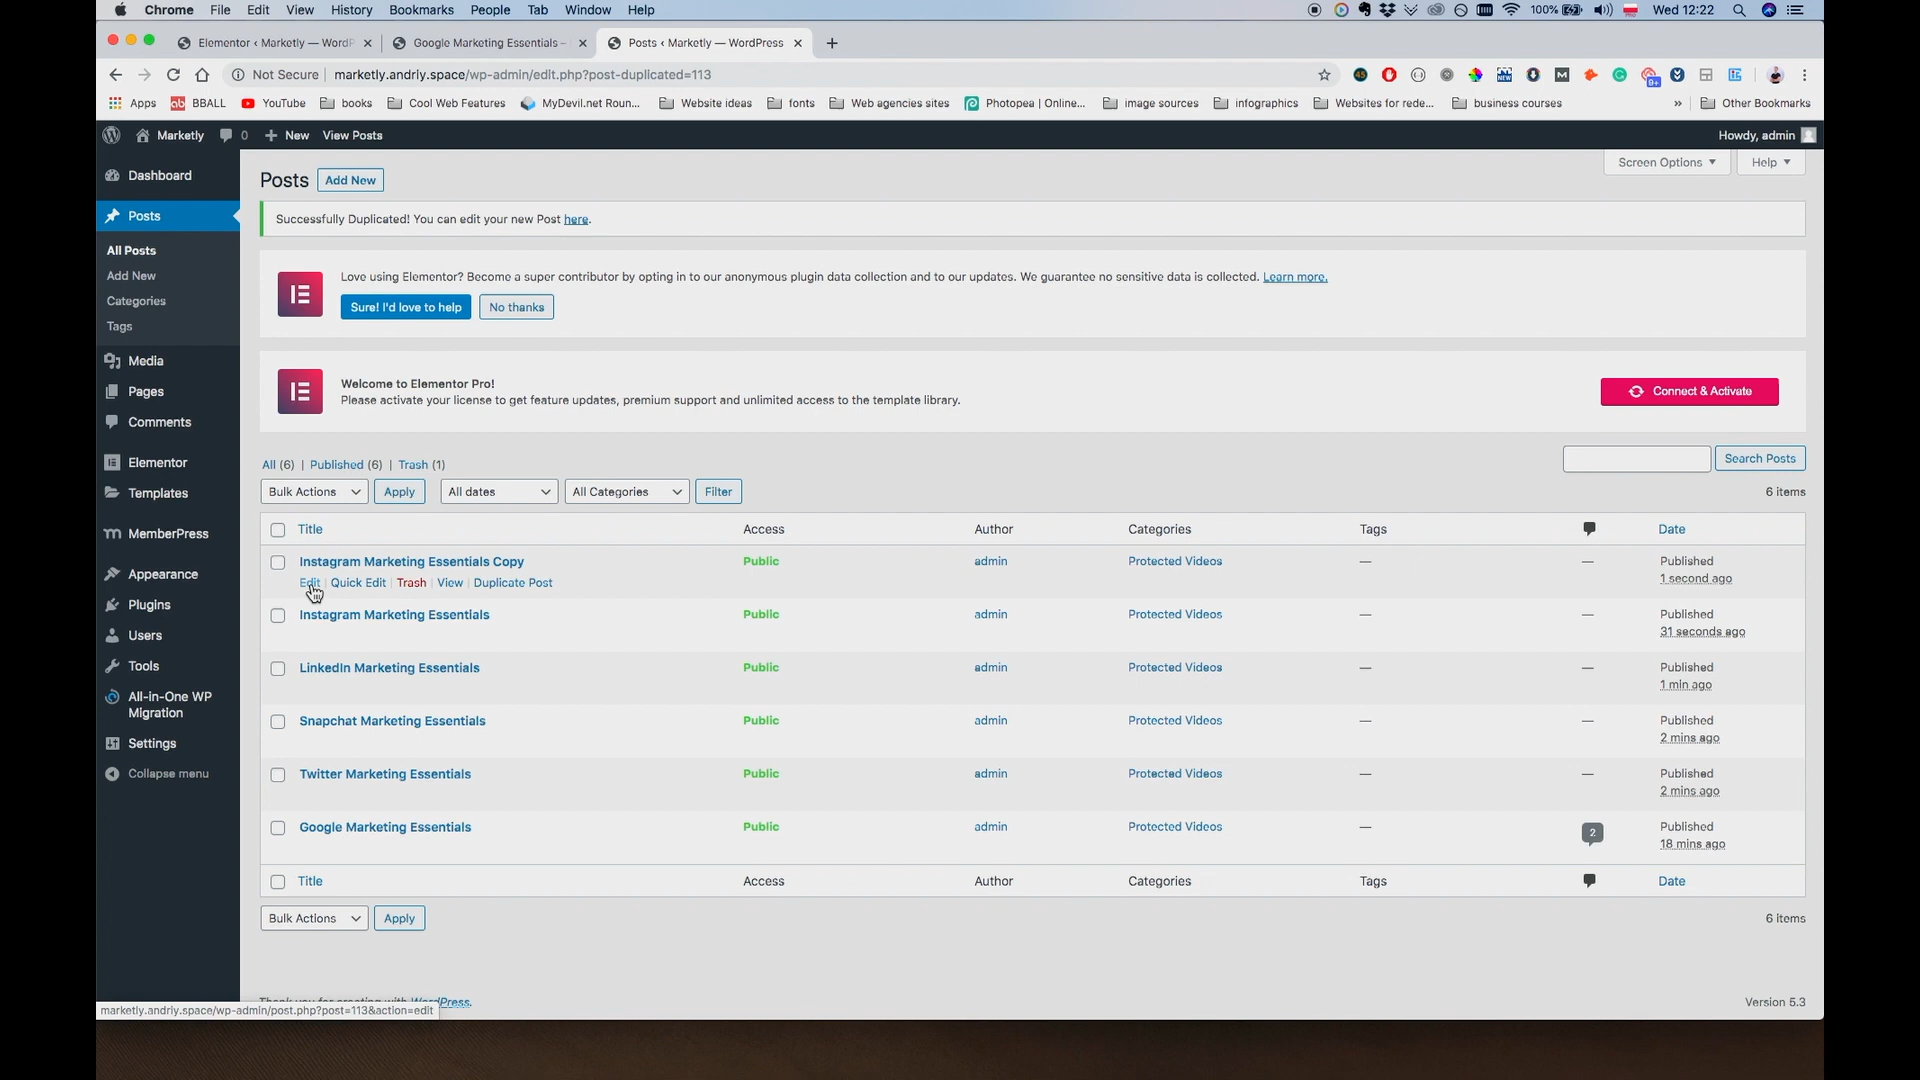 Chrome File Edit View History Bookmarks People Tab Window Help 100% Wed 12:22
Elementor ‹ Marketly — WordP Google Marketing Essentials – Posts ‹ Marketly — WordPress
Not Secure marketly.andriy.space/wp-admin/edit.php?post-duplicated=113
Apps BBALL YouTube books Cool Web Features MyDevil.net Roun... Website ideas fonts Web agencies sites Photopea | Online... image sources infographics Websites for rede... business courses » Other Bookmarks
Marketly 0 + New View Posts Howdy, admin
Screen Options Help
Dashboard
Posts
All Posts
Add New
Categories
Tags
Media
Pages
Comments
Elementor
Templates
MemberPress
Appearance
Plugins
Users
Tools
All-in-One WP
Migration
Settings
Collapse menu
Posts Add New
Successfully Duplicated! You can edit your new Post here.
Love using Elementor? Become a super contributor by opting in to our anonymous plugin data collection and to our updates. We guarantee no sensitive data is collected. Learn more.
Sure! I'd love to help No thanks
Welcome to Elementor Pro!
Please activate your license to get feature updates, premium support and unlimited access to the template library.
Connect & Activate
All (6) | Published (6) | Trash (1)
Search Posts
Bulk Actions Apply All dates All Categories Filter 6 items
Title Access Author Categories Tags Date
Instagram Marketing Essentials Copy Public admin Protected Videos — — Published
Edit | Quick Edit | Trash | View | Duplicate Post 1 second ago
Instagram Marketing Essentials Public admin Protected Videos — — Published
31 seconds ago
LinkedIn Marketing Essentials Public admin Protected Videos — — Published
1 min ago
Snapchat Marketing Essentials Public admin Protected Videos — — Published
2 mins ago
Twitter Marketing Essentials Public admin Protected Videos — — Published
2 mins ago
Google Marketing Essentials Public admin Protected Videos — 2 Published
18 mins ago
Title Access Author Categories Tags Date
Bulk Actions Apply 6 items
Thank you for creating with WordPress. Version 5.3
marketly.andriy.space/wp-admin/post.php?post=113&action=edit